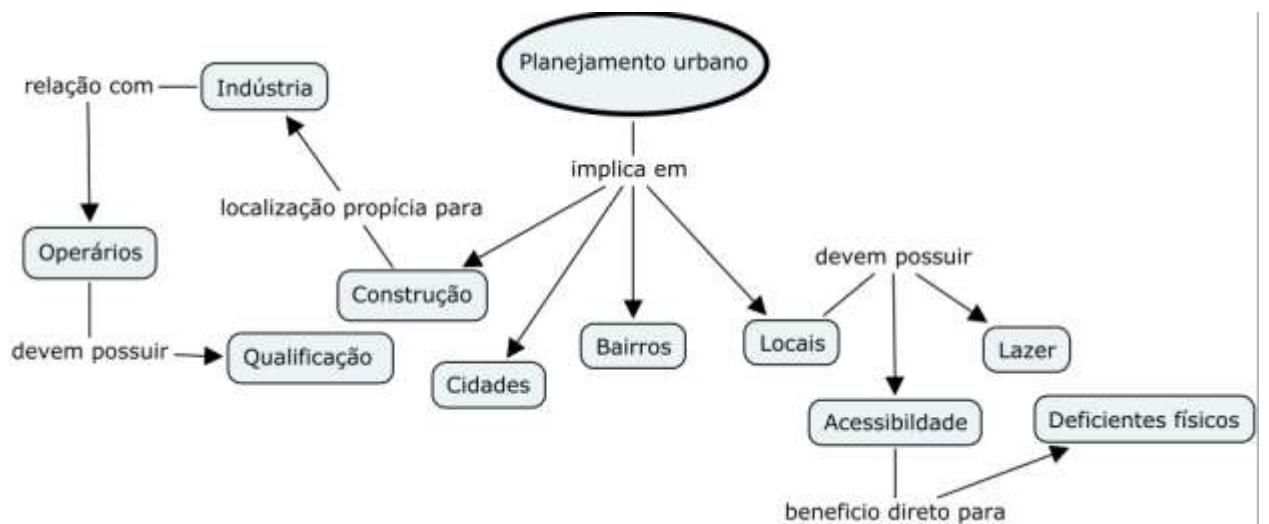 Planejamento urbano
relação com
Indústria
implica em
localização propícia para
Operários
devem possuir
Construção
Bairros
Locais
Lazer
devem possuir
Qualificação
Cidades
Acessibildade
Deficientes físicos
beneficio direto para